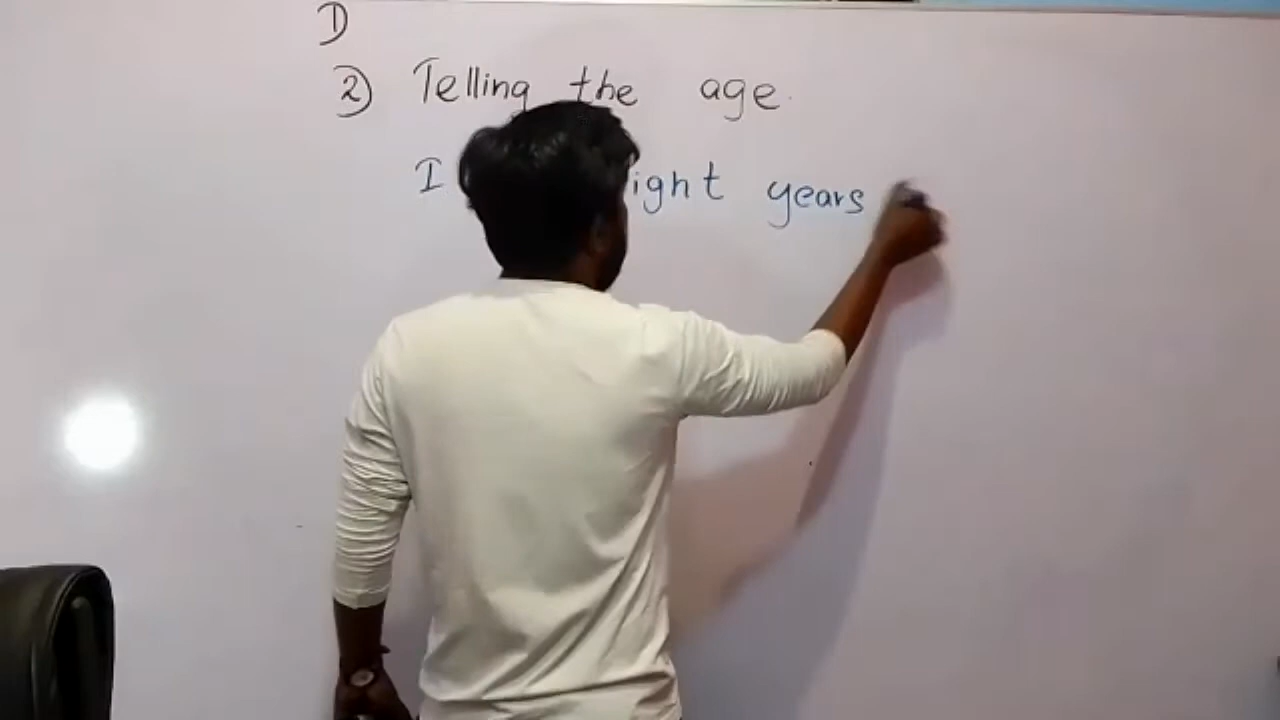 1)
2) Telling the age.
I ight years